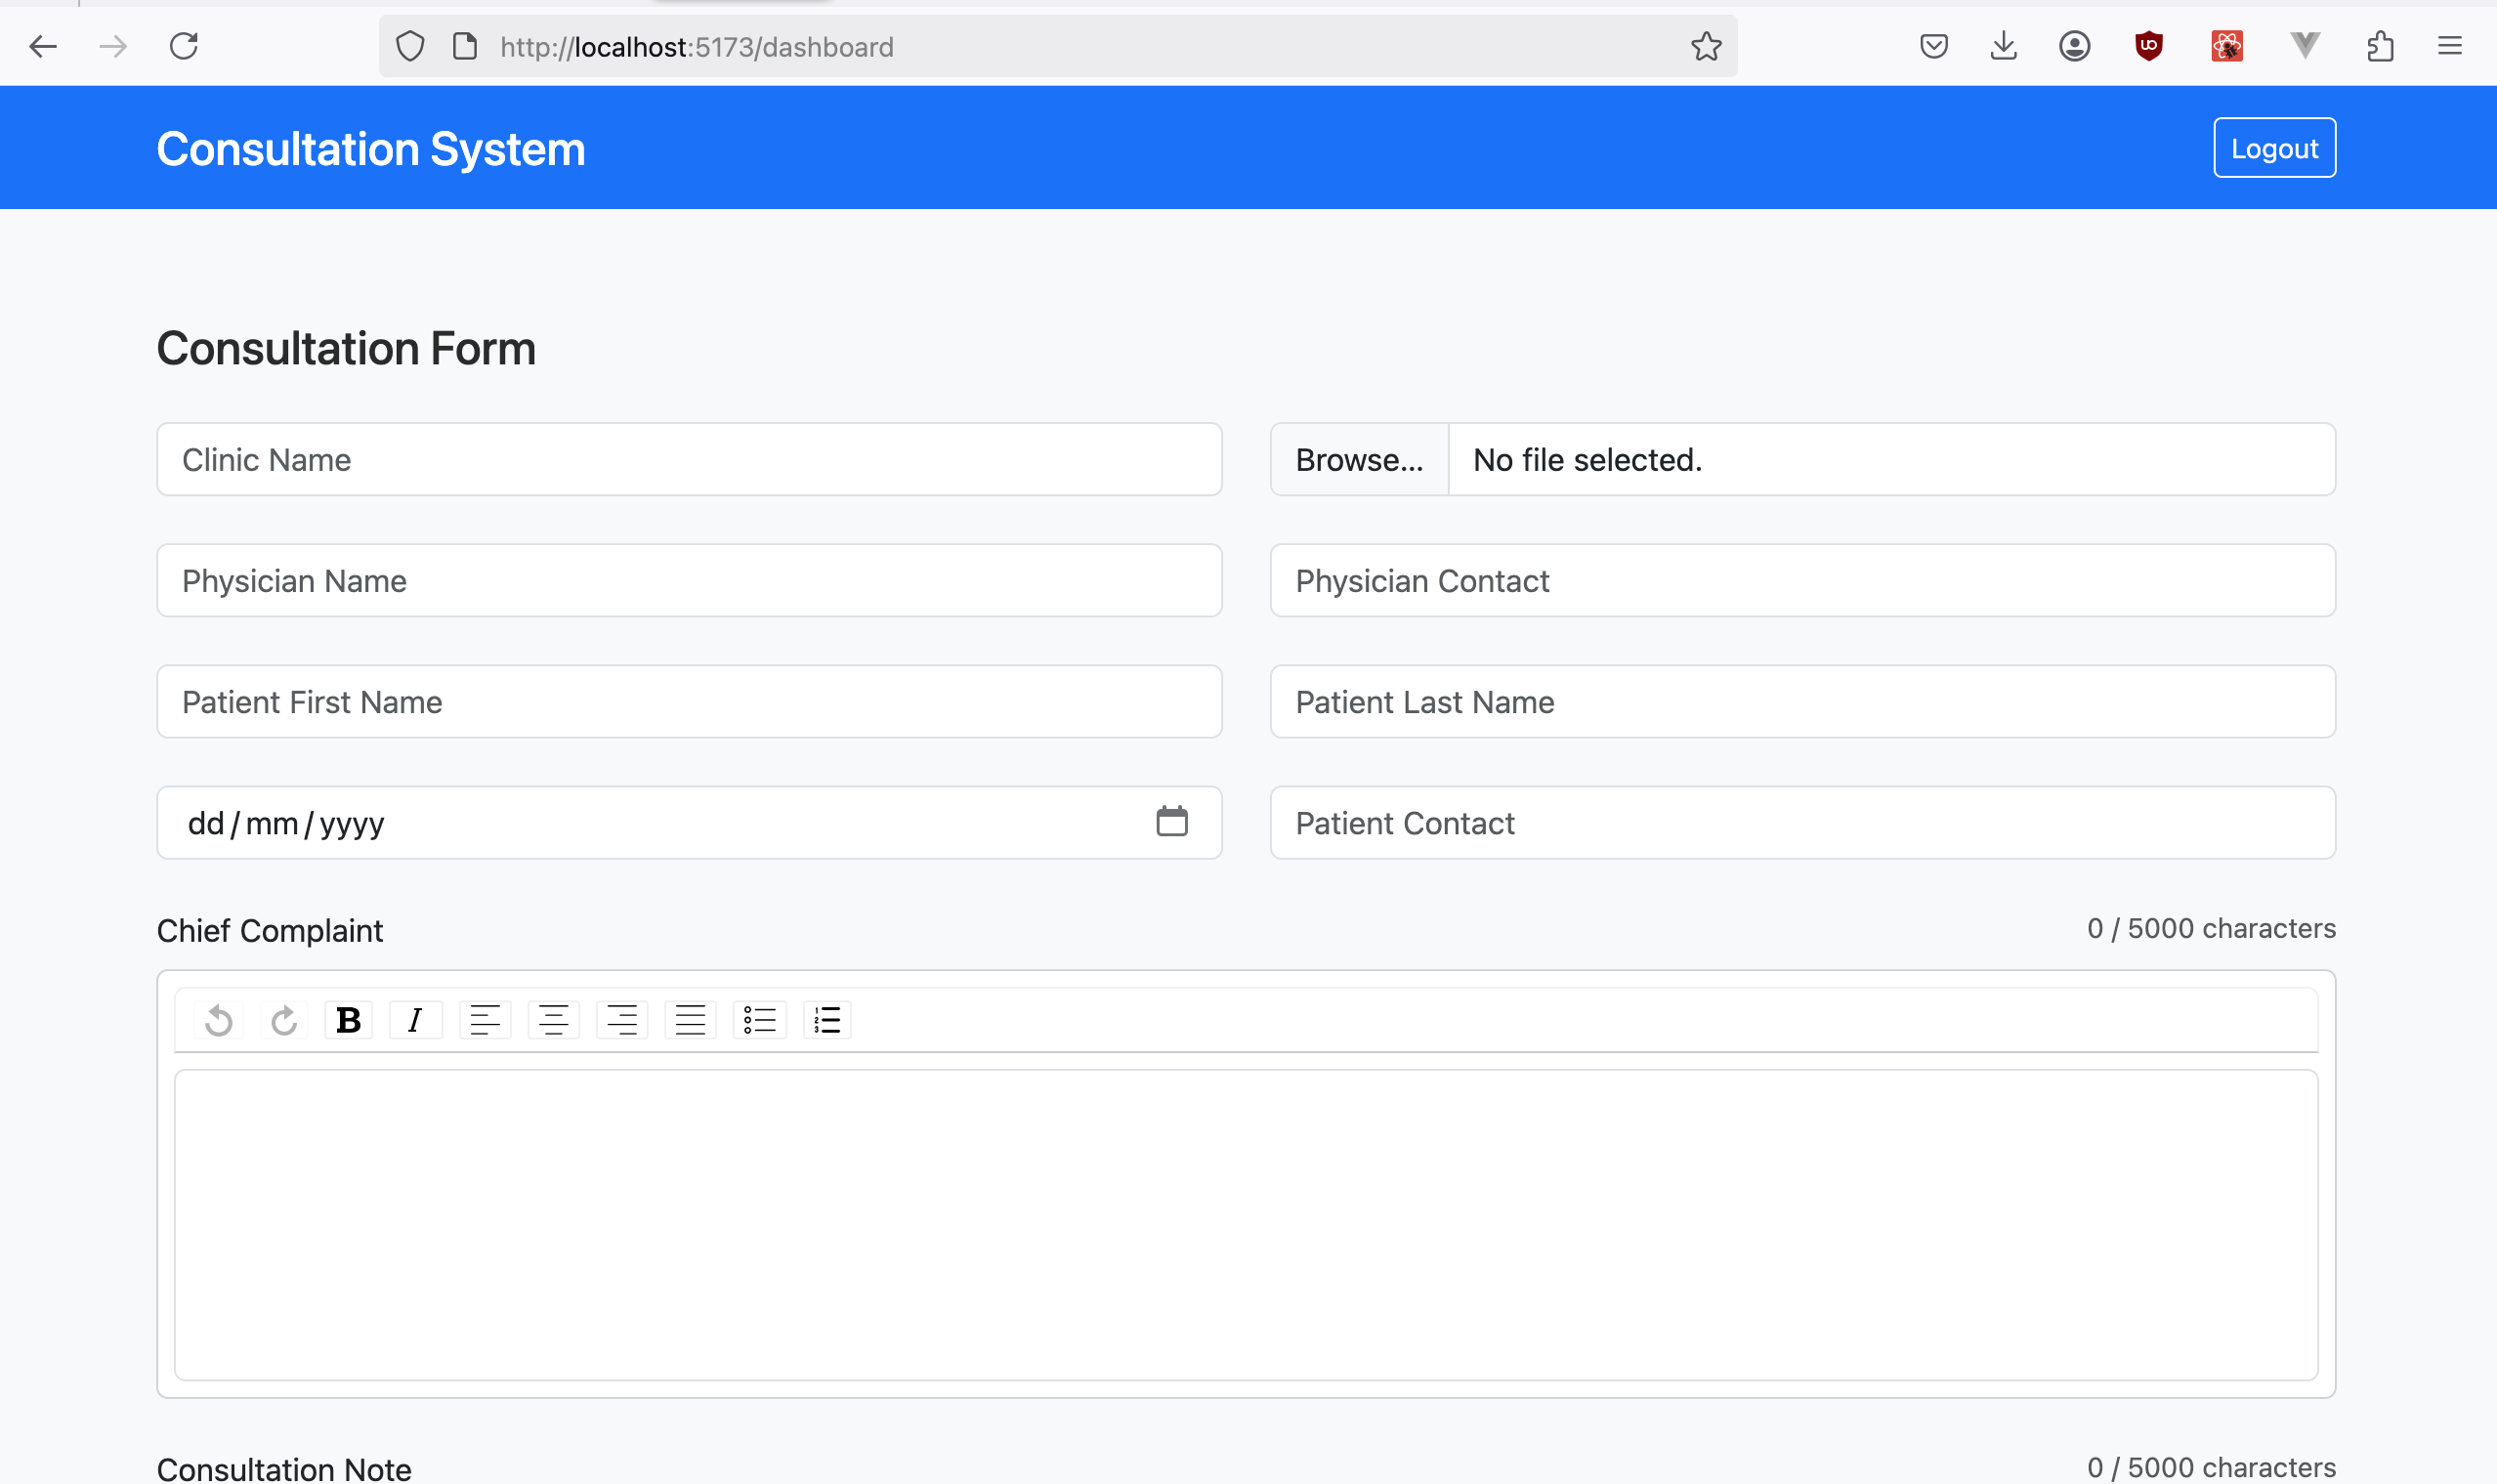 http://localhost:5173/dashboard
Consultation System
Logout
Consultation Form
Clinic Name
Browse... No file selected.
Physician Name
Physician Contact
Patient First Name
Patient Last Name
dd/mm/yyyy
Patient Contact
Chief Complaint
0 / 5000 characters
B I
Consultation Note
0 / 5000 characters